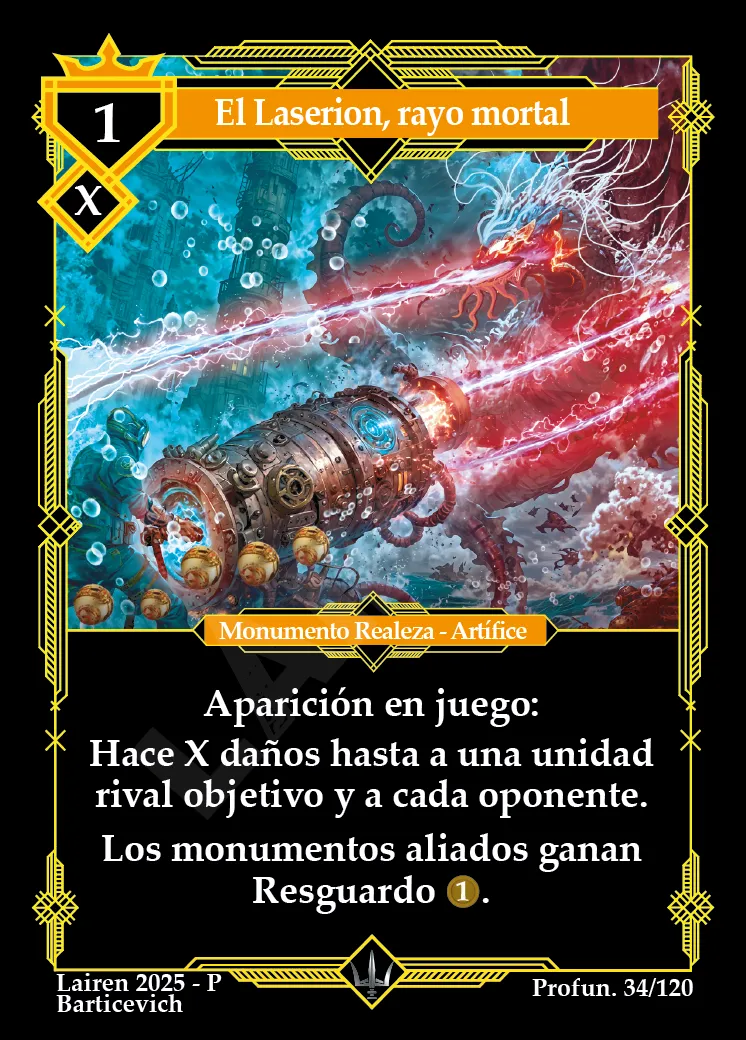 1
El Laserion, rayo mortal
X
Monumento Realeza - Artífice
Aparición en juego:
Hace X daños hasta a una unidad
rival objetivo y a cada oponente.
Los monumentos aliados ganan
Resguardo 1.
Lairen 2025 - P
Barticevich
Profun. 34/120